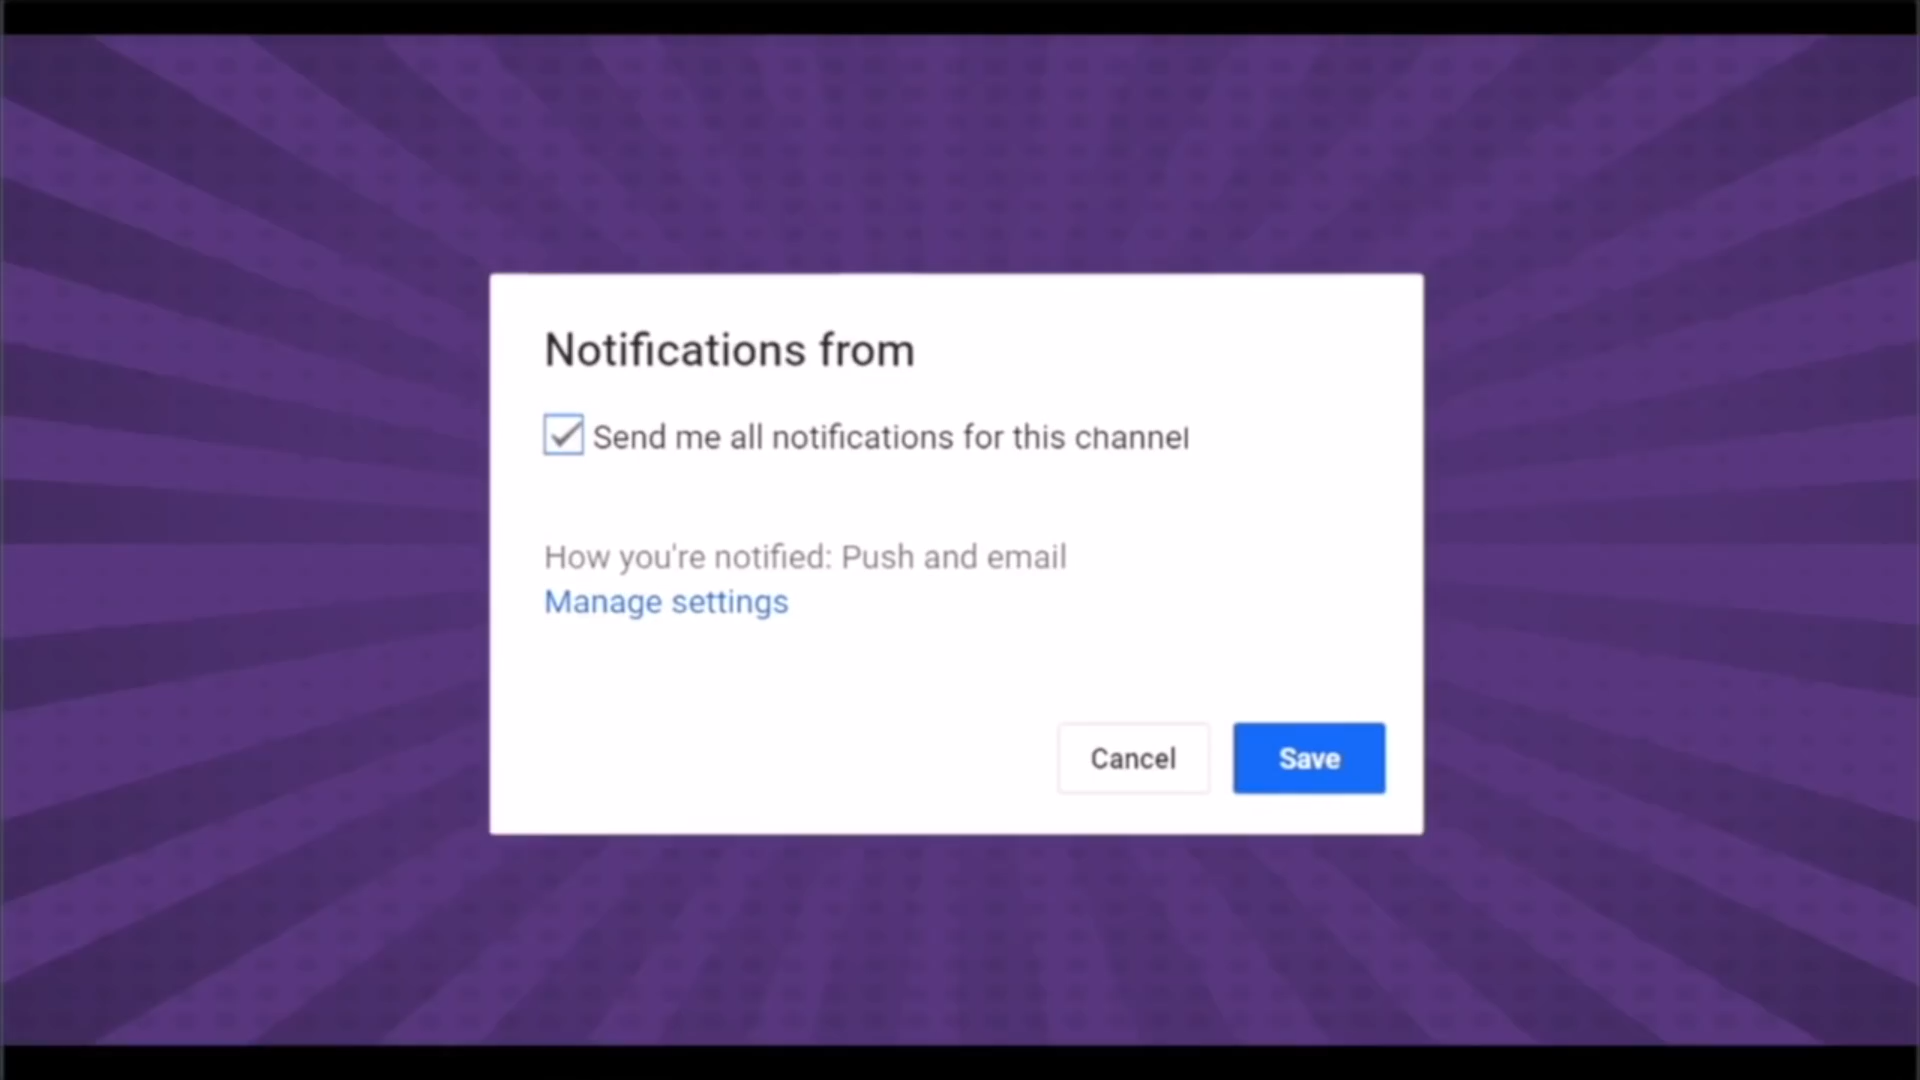 Notifications from
Send me all notifications for this channel
How you're notified: Push and email
Manage settings
Cancel Save